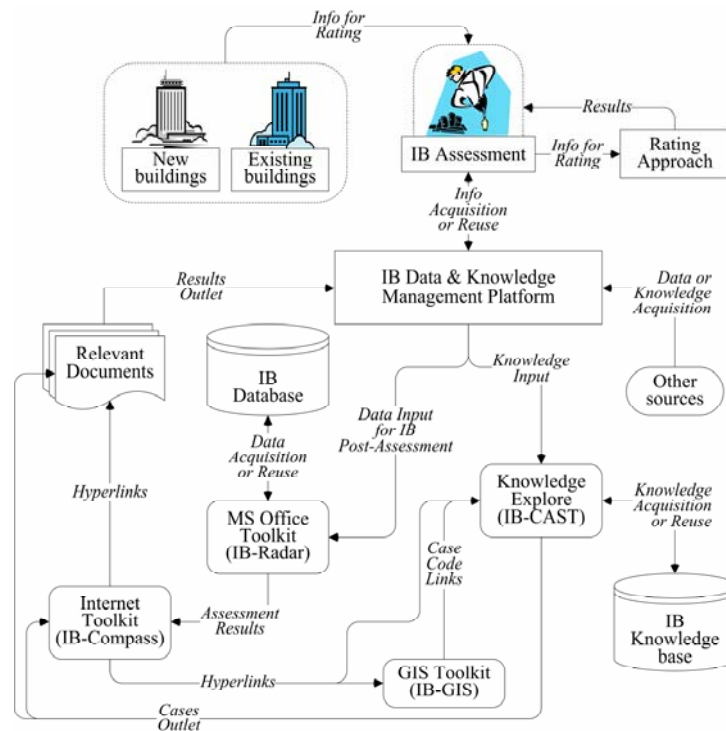 Info for
Rating
New
buildings
Existing
buildings
IB Assessment
Results
Info for
Rating
Rating
Approach
Info
Acquisition
or Reuse
Results
Outlet
IB Data & Knowledge
Management Platform
Data or
Knowledge
Acquisition
Relevant
Documents
IB
Database
Knowledge
Input
Other
sources
Data Input
for IB
Post-Assessment
Data
Acquisition
or Reuse
Hyperlinks
MS Office
Toolkit
(IB-Radar)
Knowledge
Explore
(IB-CAST)
Knowledge
Acquisition
or Reuse
Case
Code
Links
Internet
Toolkit
(IB-Compass)
Assessment
Results
IB
Knowledge
base
Hyperlinks
GIS Toolkit
(IB-GIS)
Cases
Outlet